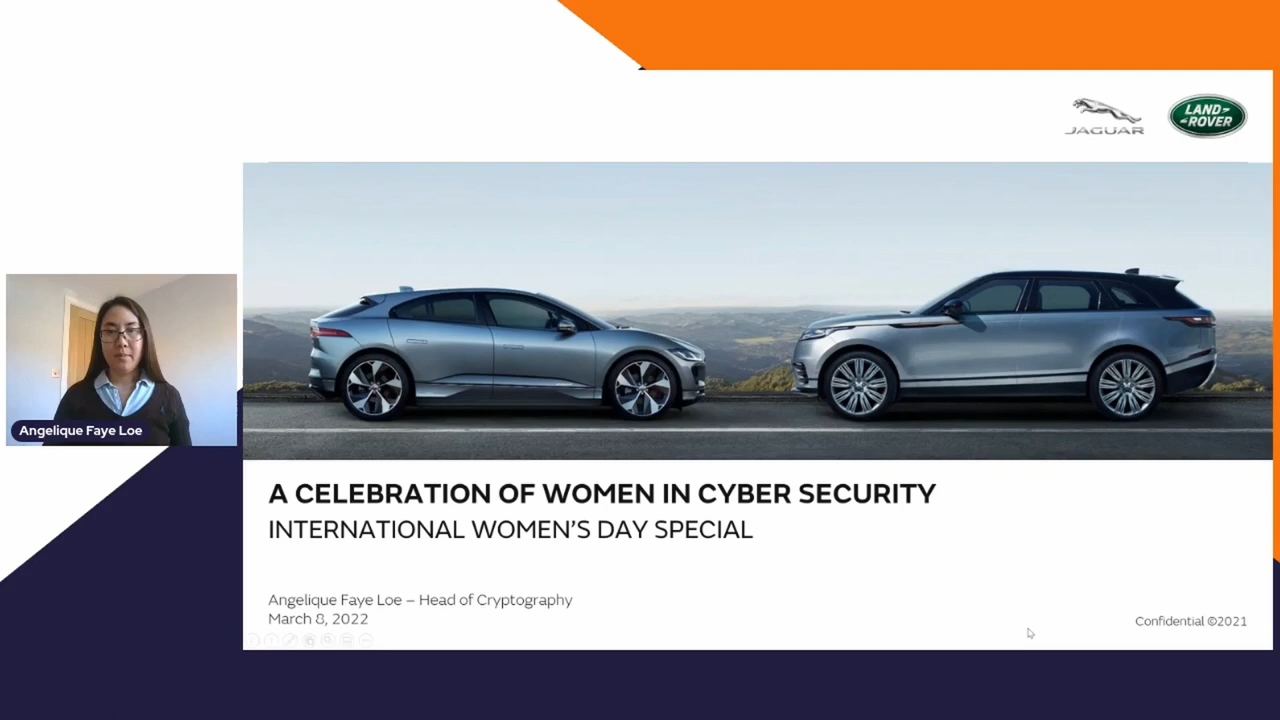 JAGUAR
LAND-
-ROVER
Angelique Faye Loe
A CELEBRATION OF WOMEN IN CYBER SECURITY
INTERNATIONAL WOMEN'S DAY SPECIAL
Angelique Faye Loe – Head of Cryptography
March 8, 2022
Confidential ©2021